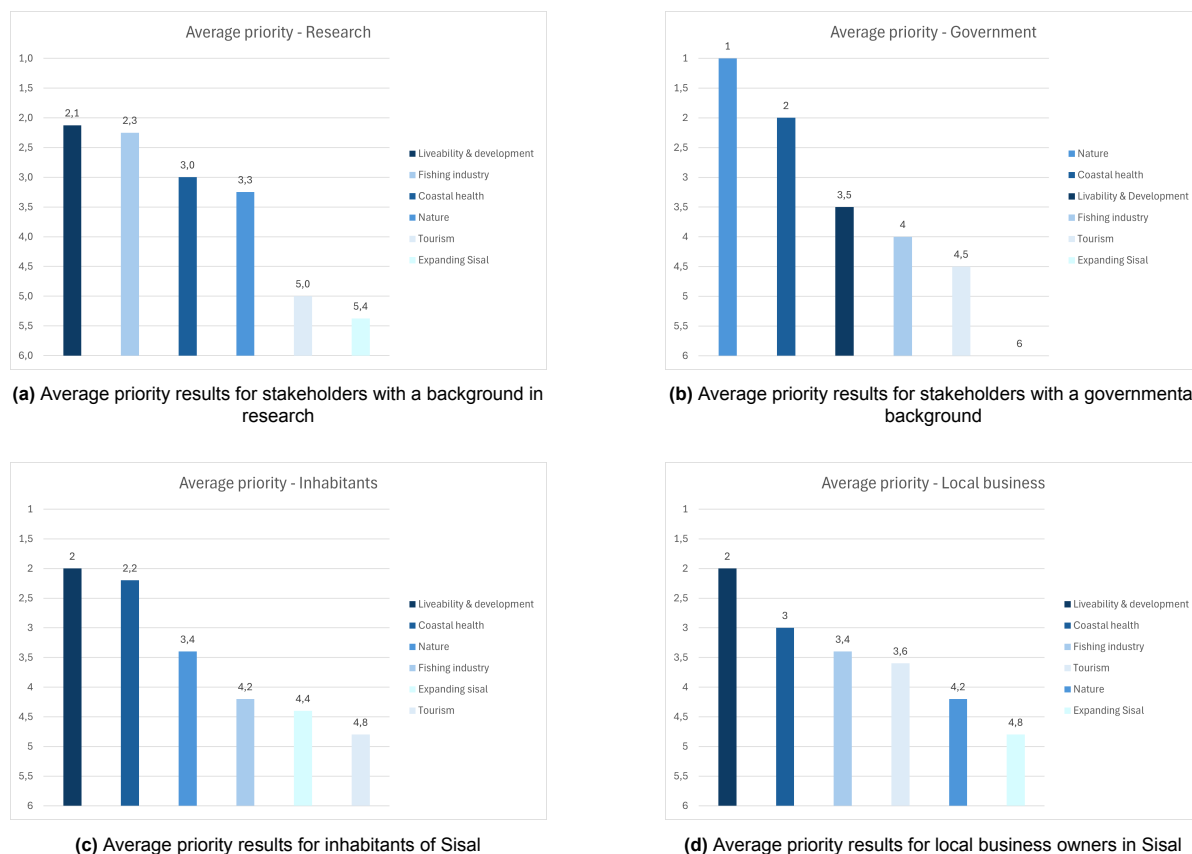 Average priority - Research
1,0
1,5
2,0
2,5
3,0
3,5
4,0
4,5
5,0
5,5
6,0
2,1
2,3
3,0
3,3
5,0
5,4
Liveability & development
Fishing industry
Coastal health
Nature
Tourism
Expanding Sisal
(a) Average priority results for stakeholders with a background in
research
Average priority - Government
1
1,5
2
2,5
3
3,5
4
4,5
5
5,5
6
1
2
3,5
4
4,5
6
Nature
Coastal health
Livability & Development
Fishing industry
Tourism
Expanding Sisal
(b) Average priority results for stakeholders with a governmenta
background
Average priority - Inhabitants
1
1,5
2
2,5
3
3,5
4
4,5
5
5,5
6
2
2,2
3,4
4,2
4,4
4,8
Liveability & development
Coastal health
Nature
Fishing industry
Expanding sisal
Tourism
(c) Average priority results for inhabitants of Sisal
Average priority - Local business
1
1,5
2
2,5
3
3,5
4
4,5
5
5,5
6
2
3
3,4
3,6
4,2
4,8
Liveability & development
Coastal health
Fishing industry
Tourism
Nature
Expanding Sisal
(d) Average priority results for local business owners in Sisal